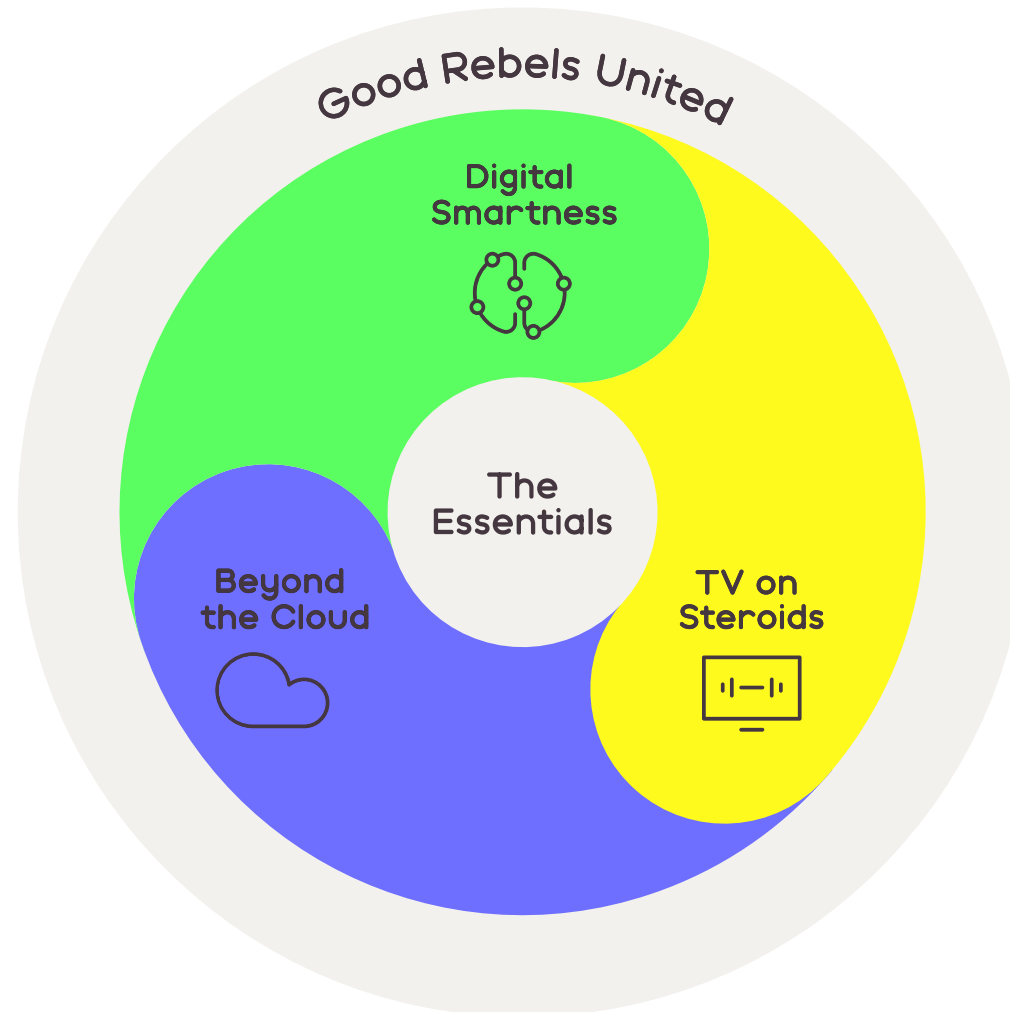 Good Rebels United
Digital
Smartness
The
Essentials
Beyond
the Cloud
TV on
Steroids